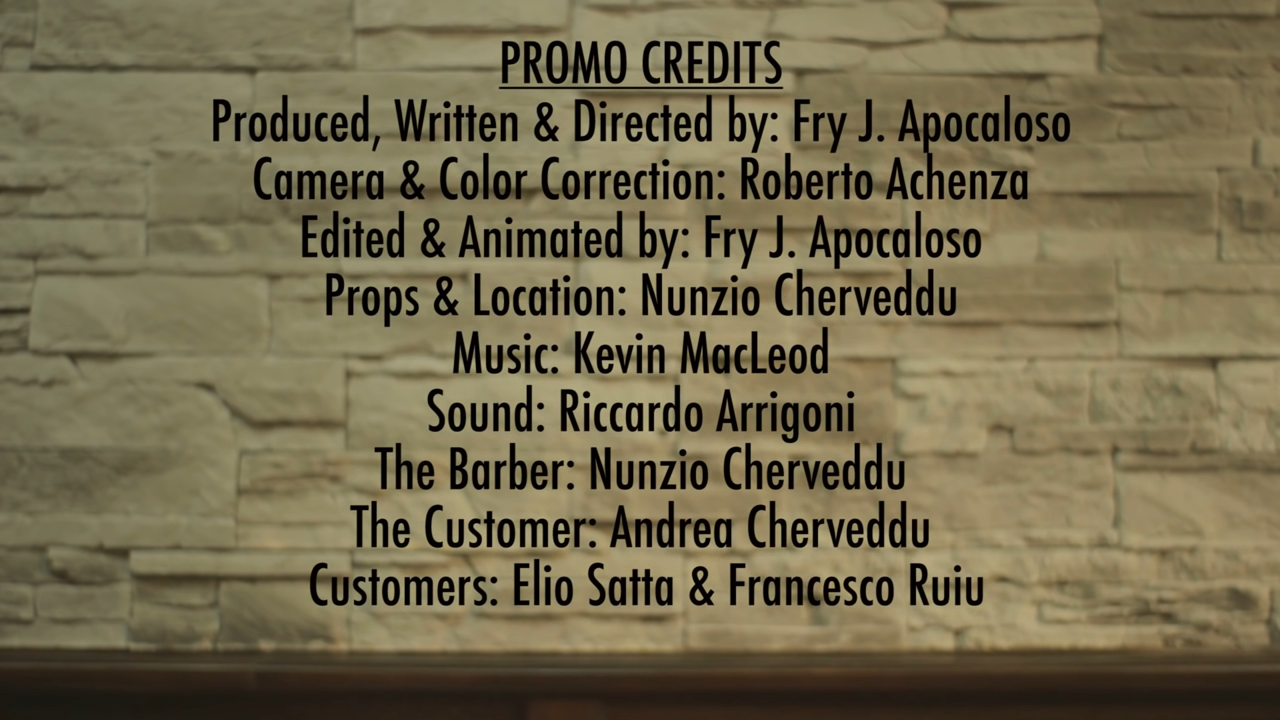 PROMO CREDITS
Produced, Written & Directed by: Fry J. Apocaloso
Camera & Color Correction: Roberto Achenza
Edited & Animated by: Fry J. Apocaloso
Props & Location: Nunzio Cherveddu
Music: Kevin MacLeod
Sound: Riccardo Arrigoni
The Barber: Nunzio Cherveddu
The Customer: Andrea Cherveddu
Customers: Elio Satta & Francesco Ruiu